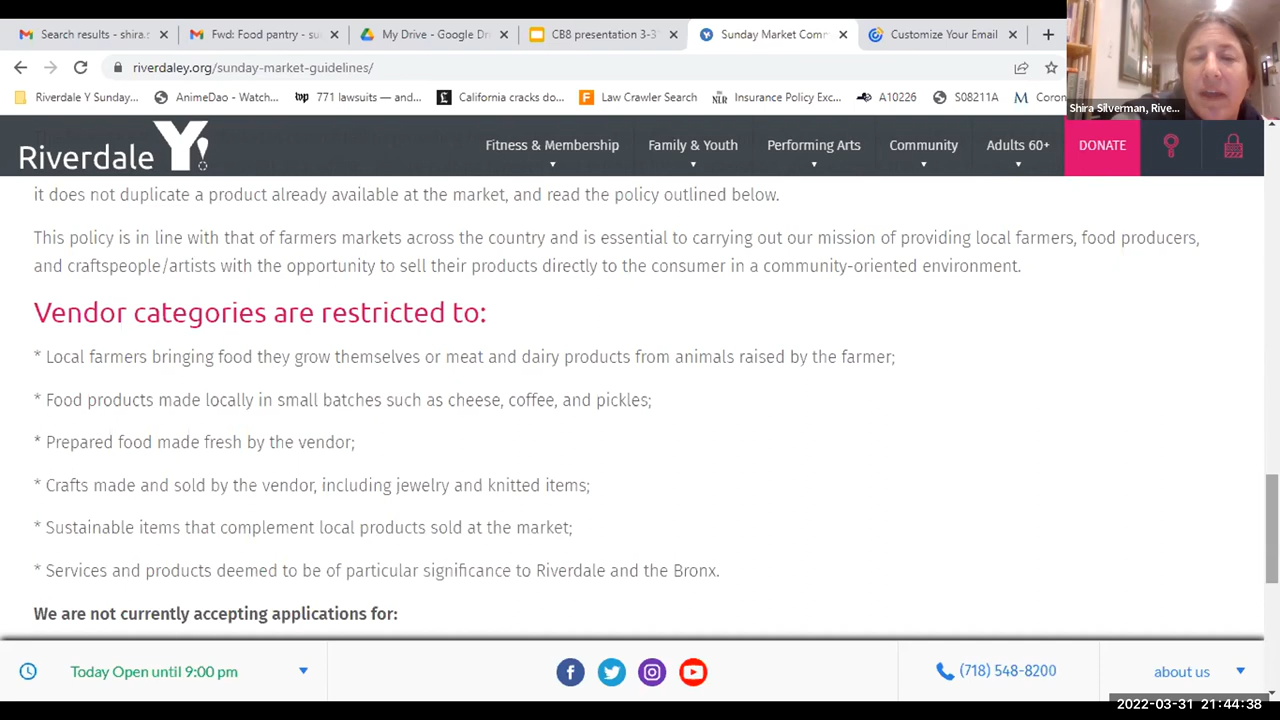 Search results - shira.s
Fwd: Food pantry - su
My Drive - Google Dri
CB8 presentation 3-3
Sunday Market Com
Customize Your Email
riverdaley.org/sunday-market-guidelines/
Riverdale Y Sunday...
AnimeDao - Watch...
771 lawsuits — and...
California cracks do...
Law Crawler Search
Insurance Policy Exc...
A10226
S08211A
Coron
Shira Silverman, Rive...
Riverdale Y!
Fitness & Membership
Family & Youth
Performing Arts
Community
Adults 60+
DONATE
it does not duplicate a product already available at the market, and read the policy outlined below.
This policy is in line with that of farmers markets across the country and is essential to carrying out our mission of providing local farmers, food producers,
and craftspeople/artists with the opportunity to sell their products directly to the consumer in a community-oriented environment.
Vendor categories are restricted to:
* Local farmers bringing food they grow themselves or meat and dairy products from animals raised by the farmer;
* Food products made locally in small batches such as cheese, coffee, and pickles;
* Prepared food made fresh by the vendor;
* Crafts made and sold by the vendor, including jewelry and knitted items;
* Sustainable items that complement local products sold at the market;
* Services and products deemed to be of particular significance to Riverdale and the Bronx.
We are not currently accepting applications for:
Today Open until 9:00 pm
(718) 548-8200
about us
2022-03-31 21:44:38